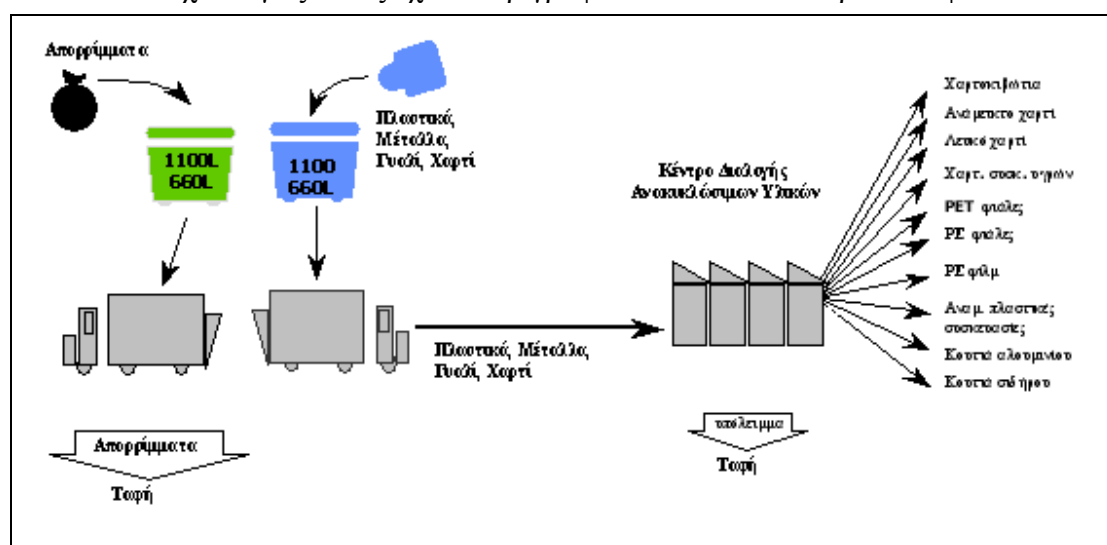 Απορρίμματα
1100L
660L
1100
660L
Πλαστικό,
Μέταλλα,
Γυαλί, Χαρτί
Κέντρο Διαλογής
Ανακυκλώσιμων Υλικών
Χαρτοκιβώτια
Ανάμεικτο χαρτί
Λευκό χαρτί
Χαρτ. συσκ. υγρών
PET φιάλες
PE φιάλες
PE φιλμ
Αναμ. πλαστικές
συσκευασίες
Κουτιά αλουμινίου
Κουτιά σιδήρου
Πλαστικό, Μέταλλα,
Γυαλί, Χαρτί
Απορρίμματα
Ταφή
υπόλειμμα
Ταφή